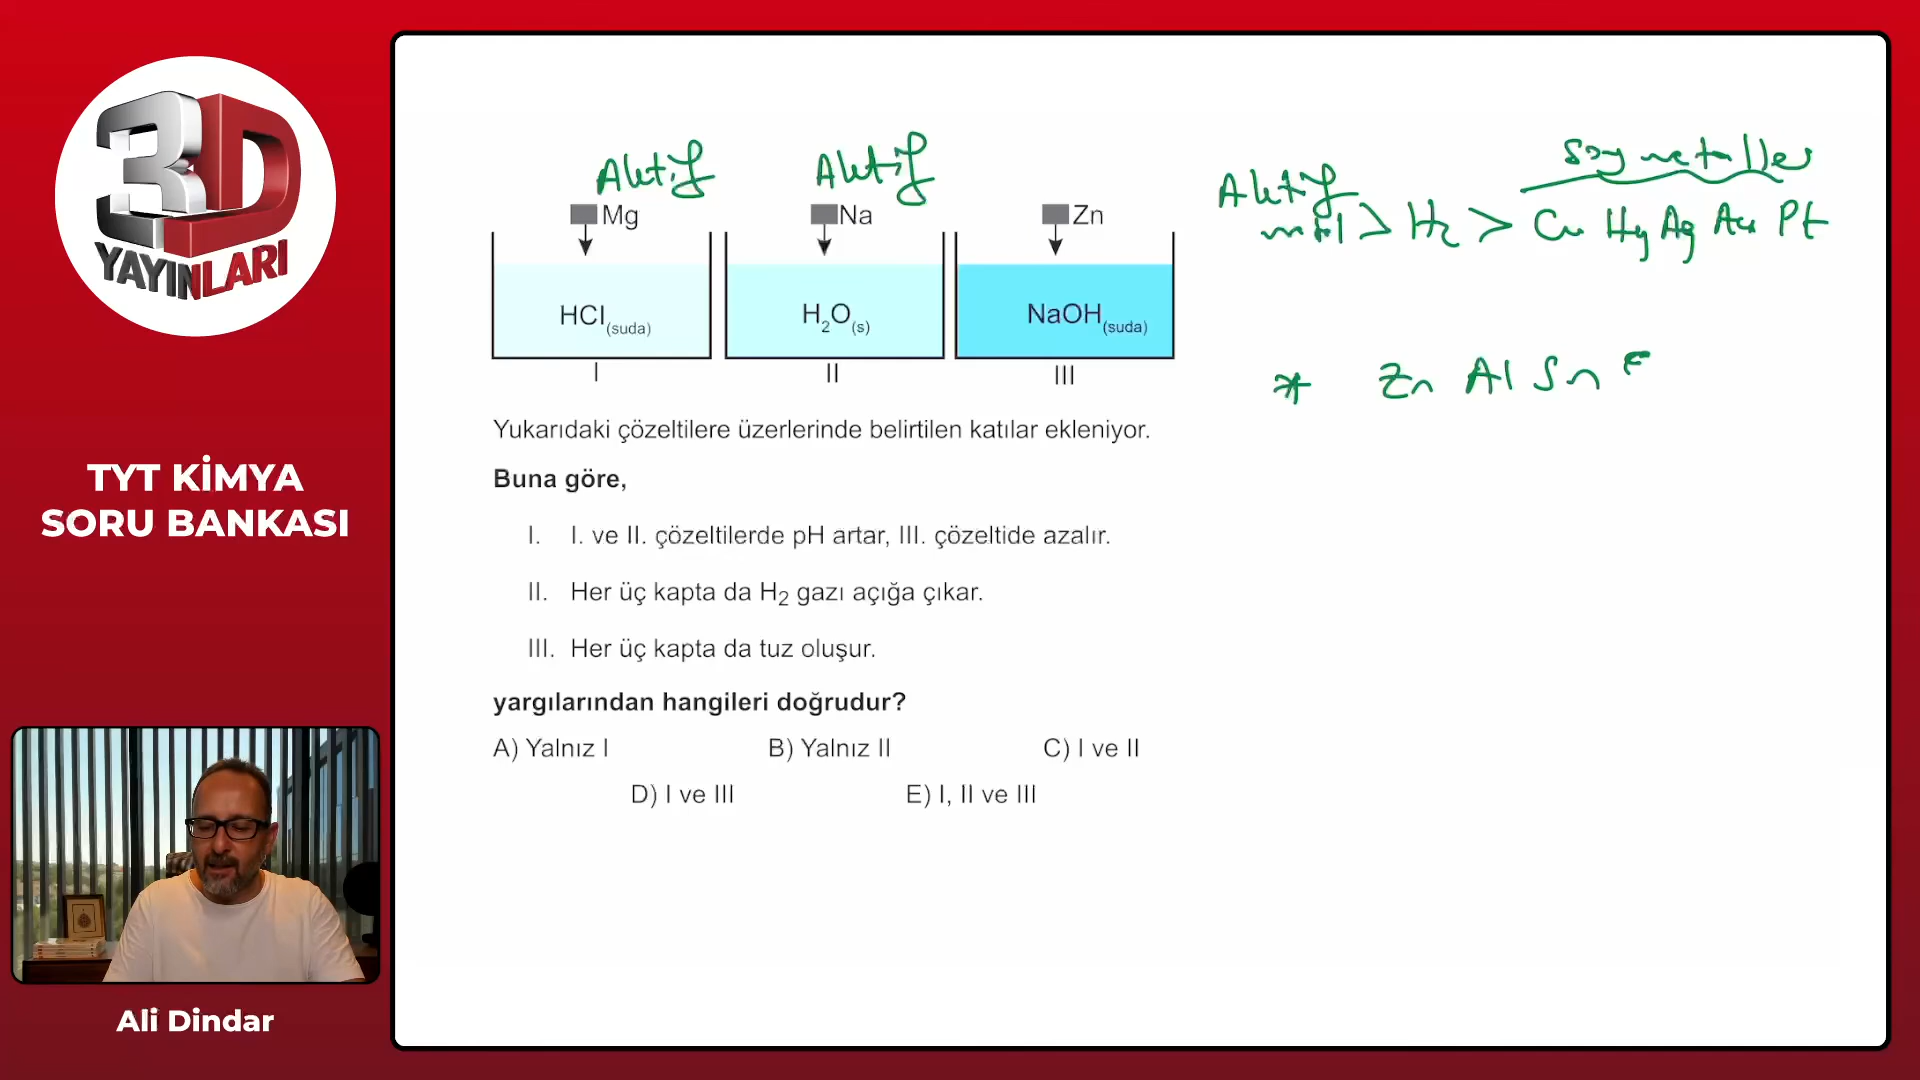 3D
YAYINLARI
TYT KİMYA
SORU BANKASI
Ali Dindar
Aktif
Aktif
Aktif
metal > H2 > Cu Hg Ag Au Pt
soy metaller
Mg
Na
Zn
HCl(suda)
H2O(s)
NaOH(suda)
I
II
III
* Zn Al Sn
Yukarıdaki çözeltilere üzerlerinde belirtilen katılar ekleniyor.
Buna göre,
I. I. ve II. çözeltilerde pH artar, III. çözeltide azalır.
II. Her üç kapta da H2 gazı açığa çıkar.
III. Her üç kapta da tuz oluşur.
yargılarından hangileri doğrudur?
A) Yalnız I B) Yalnız II C) I ve II
D) I ve III E) I, II ve III